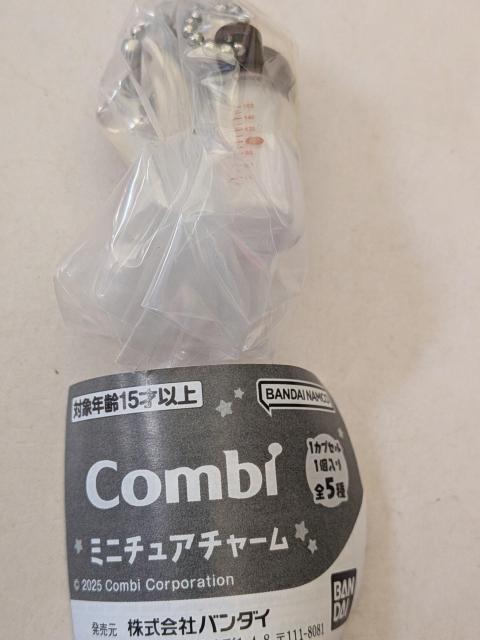 対象年齢15才以上
BANDAI NAMCO
Combi
1カプセル
1個入り
全5種
ミニチュアチャーム
© 2025 Combi Corporation
BAN
DAI
発売元 株式会社バンダイ
〒111-8081